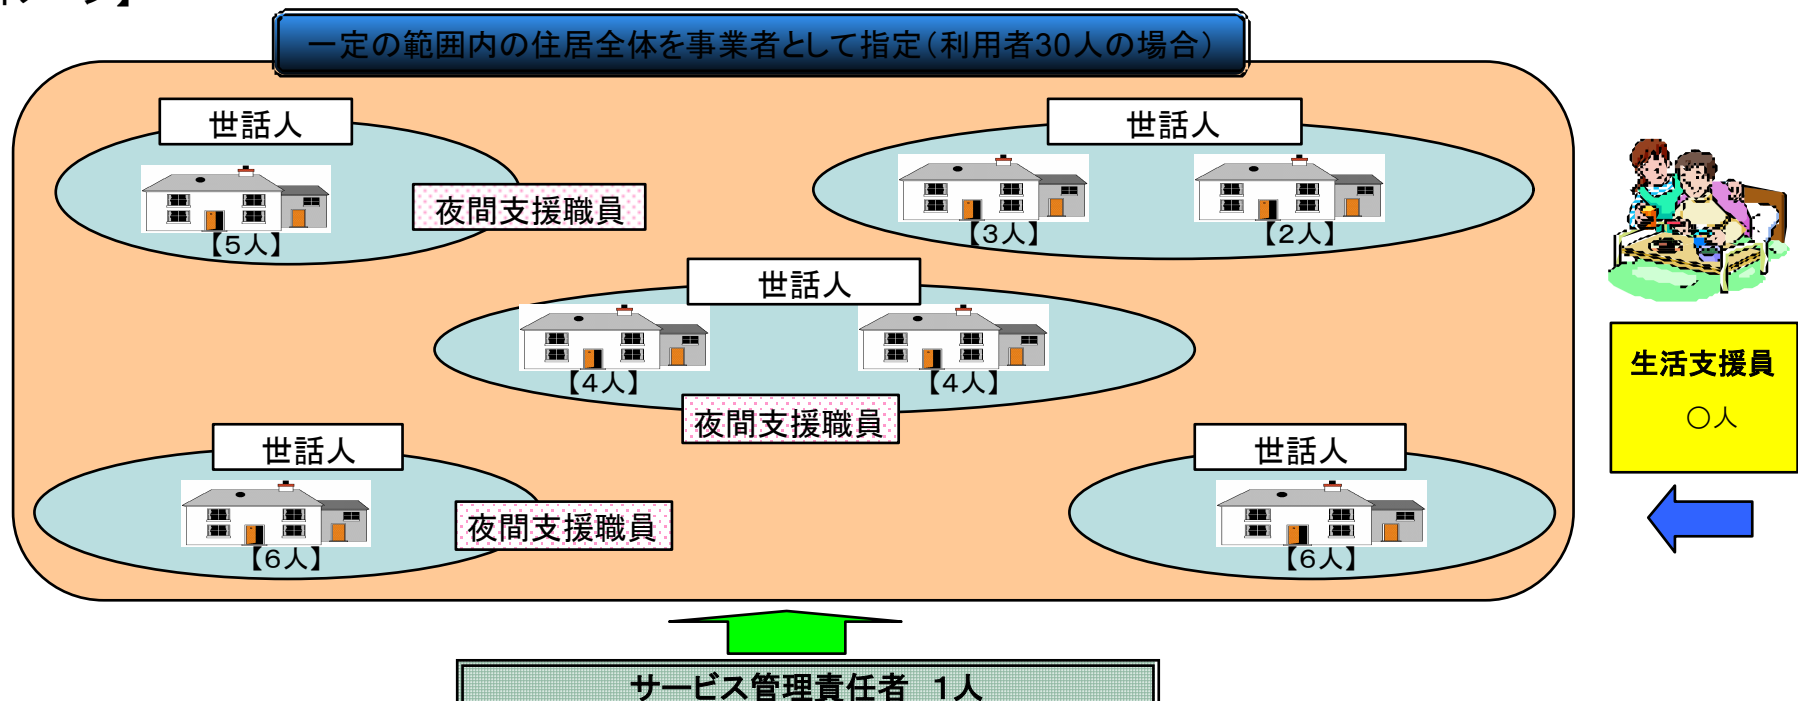 一定の範囲内の住居全体を事業者として指定(利用者30人の場合)
世話人
【5人】
夜間支援職員
世話人
【3人】
【2人】
世話人
【4人】
【4人】
夜間支援職員
世話人
【6人】
夜間支援職員
世話人
【6人】
生活支援員
○人
サービス管理責任者 1人